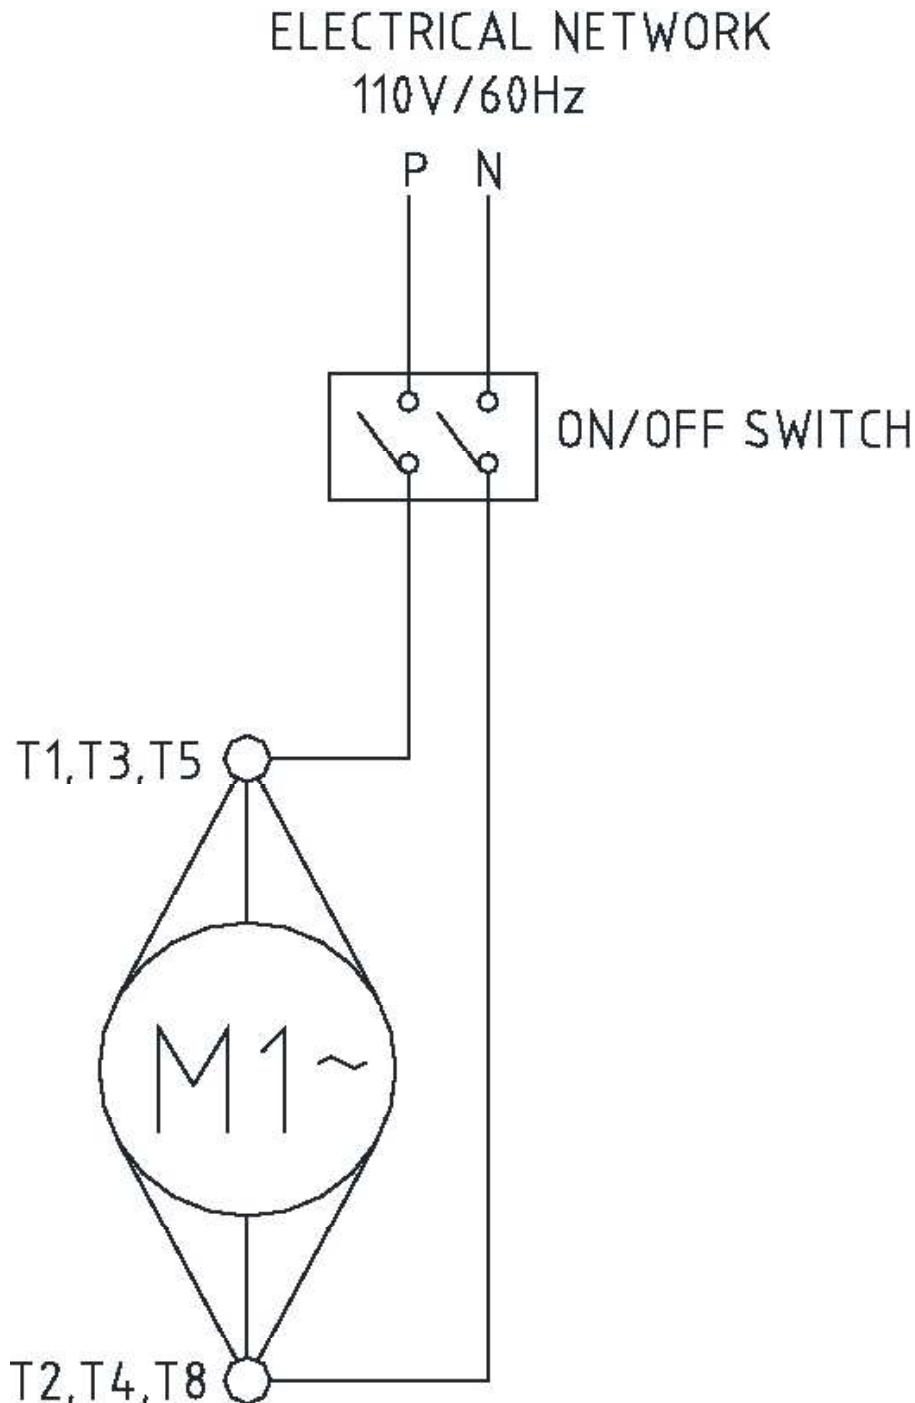 ELECTRICAL NETWORK
110V/60Hz
P N
ON/OFF SWITCH
T1,T3,T5
M1~
T2,T4,T8